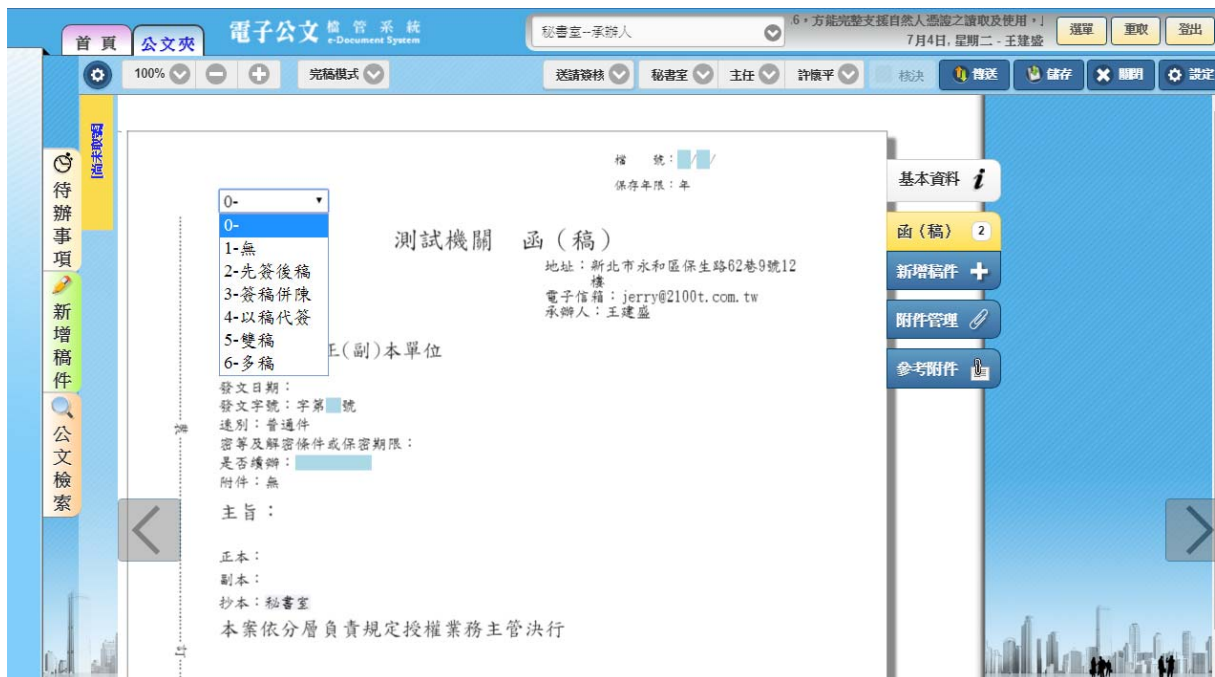 首頁 公文夾 電子公文檔管系統
e-Document System
秘書室--承辦人
.6，方能完整支援自然人憑證之讀取及使用，
7月4日, 星期二 - 王建盛
選單 重取 登出
100% 完稿模式 送請簽核 秘書室 主任 許懷平 核決 傳送 儲存 關閉 設定
[尚未取號]
待辦事項
新增稿件
公文檢索
檔 號：/ /
保存年限：年
0-
0-
1-無
2-先簽後稿
3-簽稿併陳
4-以稿代簽
5-雙稿
6-多稿
測試機關 函（稿）
地址：新北市永和區保生路62巷9號12
樓
電子信箱：jerry@2100t.com.tw
承辦人：王建盛
正(副)本單位
發文日期：
發文字號：字第 號
速別：普通件
密等及解密條件或保密期限：
是否續辦：
附件：無
主旨：
正本：
副本：
抄本：秘書室
本案依分層負責規定授權業務主管決行
裝
訂
基本資料
函（稿） 2
新增稿件
附件管理
參考附件